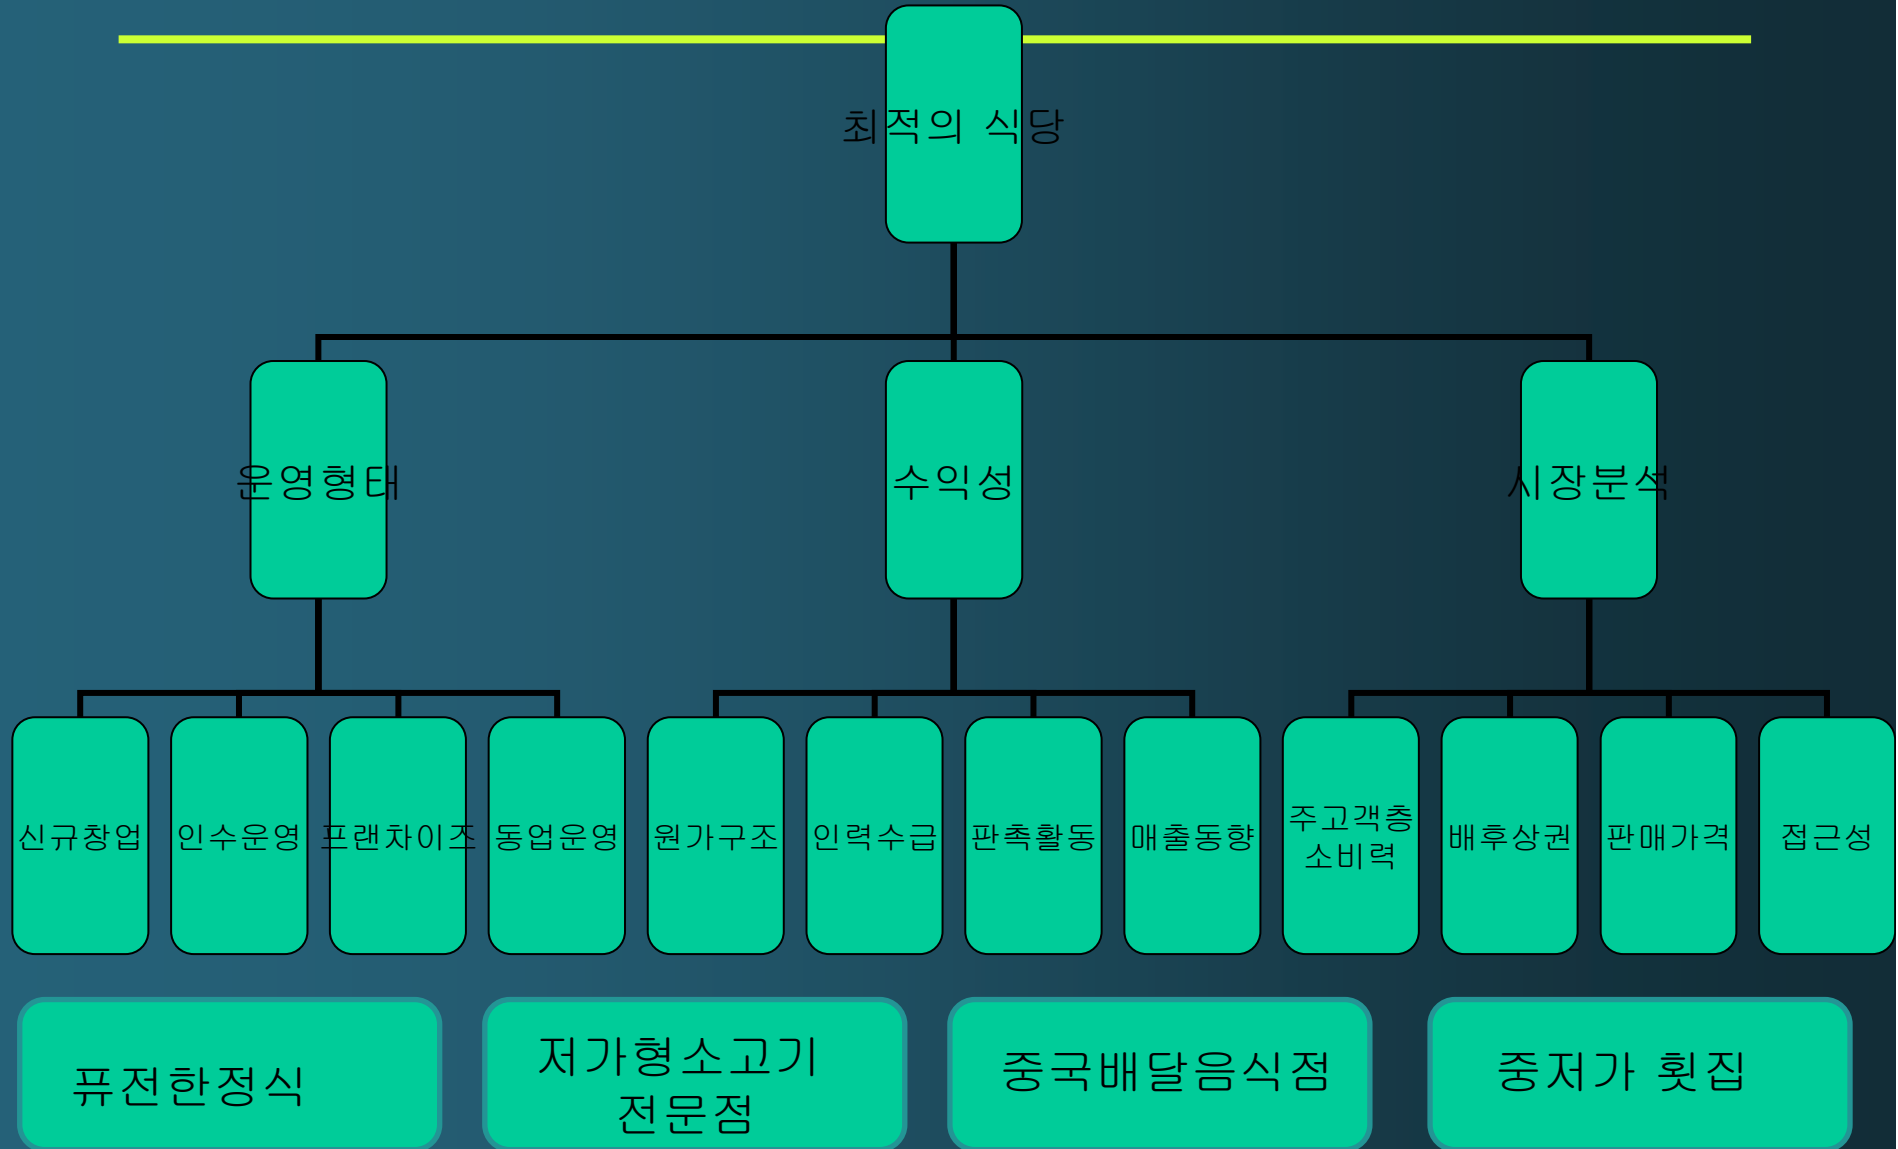 최적의 식당
운영형태
수익성
시장분석
신규창업
인수운영
프랜차이즈
동업운영
원가구조
인력수급
판촉활동
매출동향
주고객층
소비력
배후상권
판매가격
접근성
퓨전한정식
저가형소고기
전문점
중국배달음식점
중저가 횟집